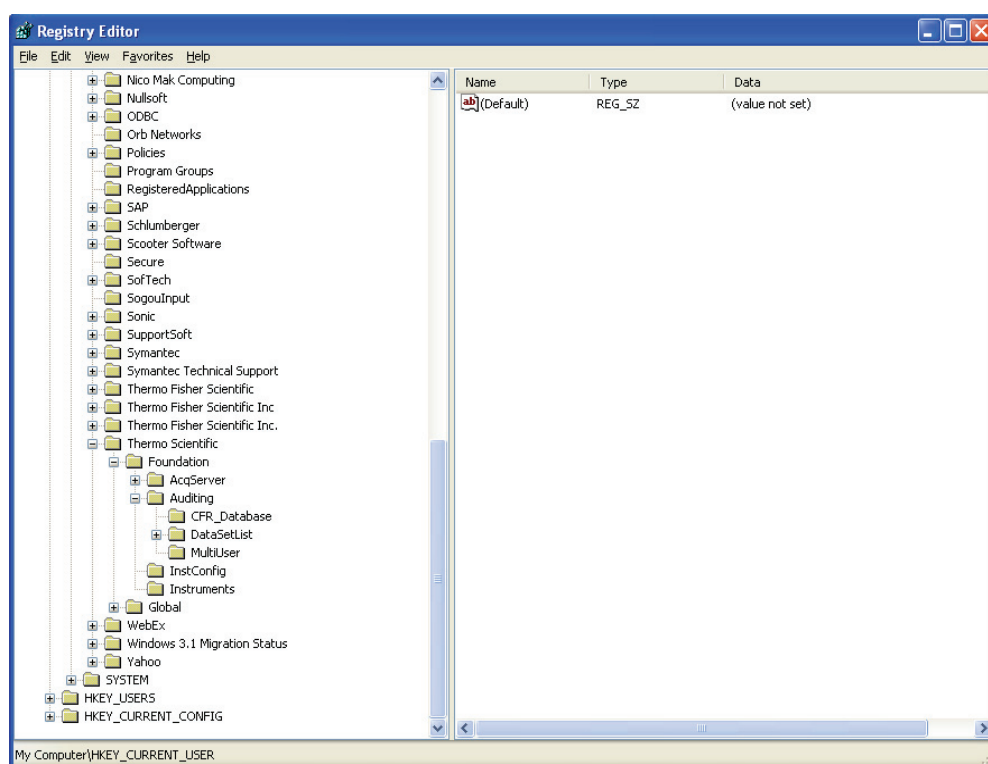 Registry Editor
File Edit View Favorites Help
Nico Mak Computing
Nullsoft
ODBC
Orb Networks
Policies
Program Groups
RegisteredApplications
SAP
Schlumberger
Scooter Software
Secure
SofTech
SogouInput
Sonic
SupportSoft
Symantec
Symantec Technical Support
Thermo Fisher Scientific
Thermo Fisher Scientific Inc
Thermo Fisher Scientific Inc.
Thermo Scientific
Foundation
AcqServer
Auditing
CFR_Database
DataSetList
MultiUser
InstConfig
Instruments
Global
WebEx
Windows 3.1 Migration Status
Yahoo
SYSTEM
HKEY_USERS
HKEY_CURRENT_CONFIG
Name Type Data
ab (Default) REG_SZ (value not set)
My Computer\HKEY_CURRENT_USER